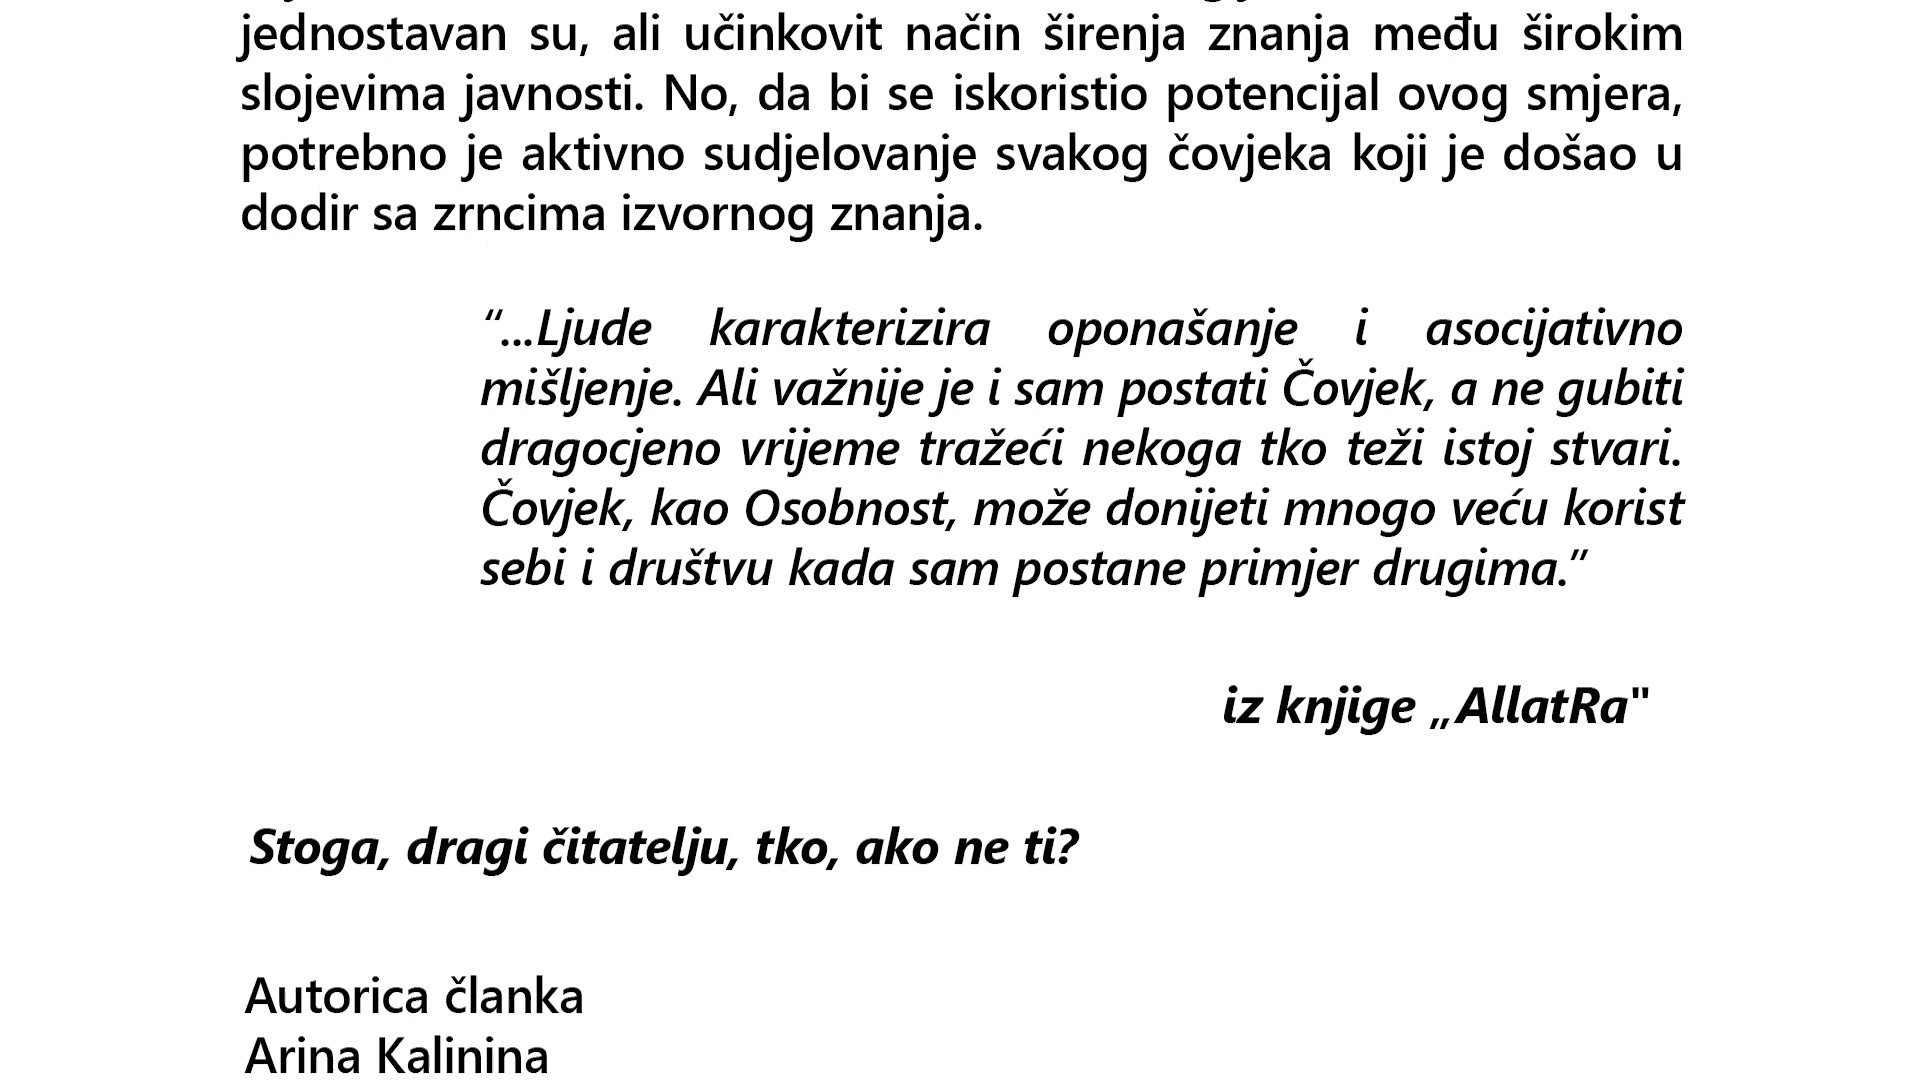 jednostavan su, ali učinkovit način širenja znanja među širokim
slojevima javnosti. No, da bi se iskoristio potencijal ovog smjera,
potrebno je aktivno sudjelovanje svakog čovjeka koji je došao u
dodir sa zrncima izvornog znanja.
“...Ljude karakterizira oponašanje i asocijativno
mišljenje. Ali važnije je i sam postati Čovjek, a ne gubiti
dragocjeno vrijeme tražeći nekoga tko teži istoj stvari.
Čovjek, kao Osobnost, može donijeti mnogo veću korist
sebi i društvu kada sam postane primjer drugima.”
iz knjige „AllatRa"
Stoga, dragi čitatelju, tko, ako ne ti?
Autorica članka
Arina Kalinina